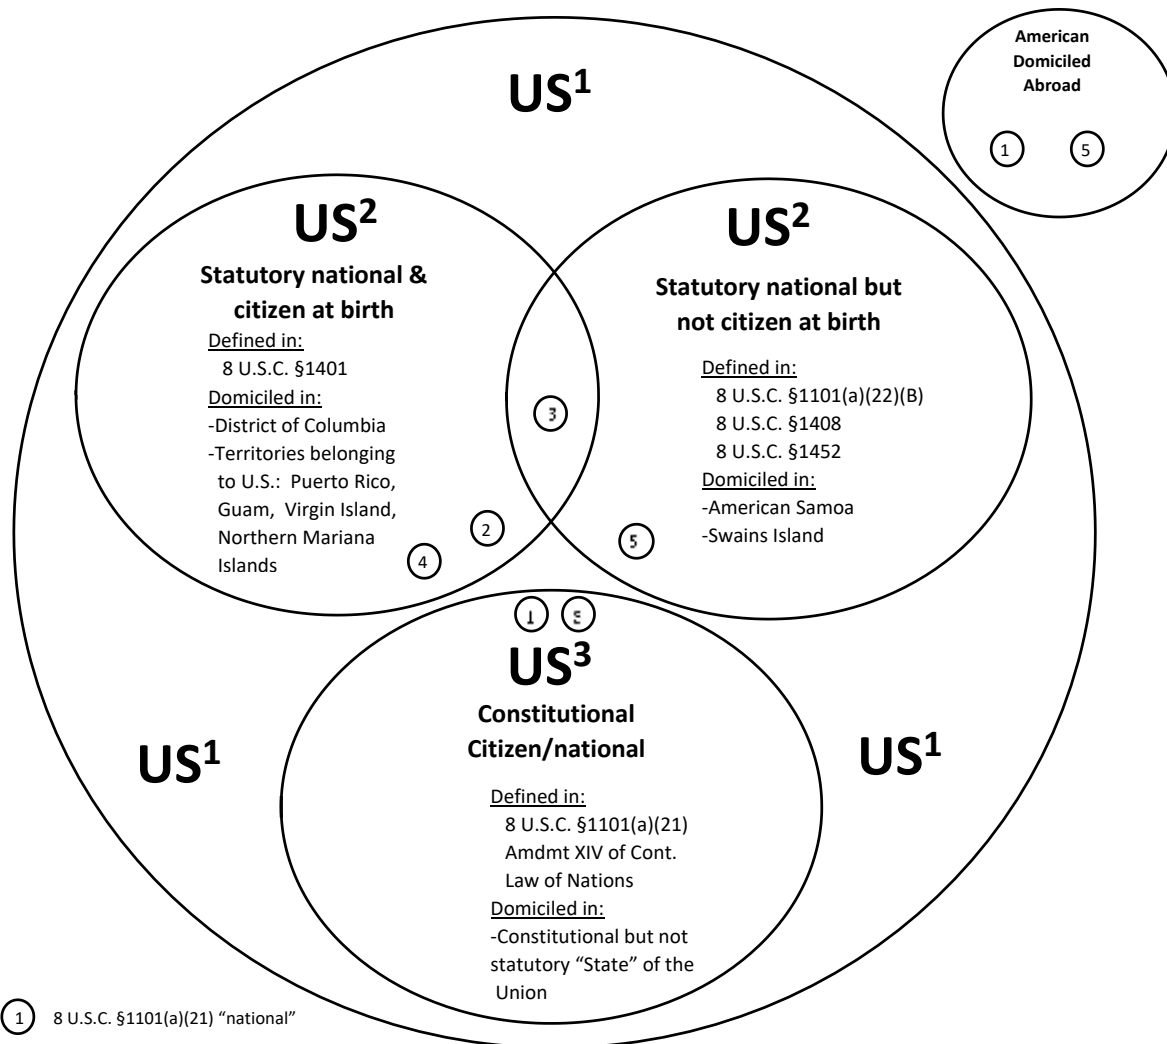 American
Domiciled
Abroad
1 5
US¹
US²
Statutory national &
citizen at birth
Defined in:
8 U.S.C. §1401
Domiciled in:
-District of Columbia
-Territories belonging
to U.S.: Puerto Rico,
Guam, Virgin Island,
Northern Mariana
Islands
2
4
3
US²
Statutory national but
not citizen at birth
Defined in:
8 U.S.C. §1101(a)(22)(B)
8 U.S.C. §1408
8 U.S.C. §1452
Domiciled in:
-American Samoa
-Swains Island
5
1
US³
Constitutional
Citizen/national
Defined in:
8 U.S.C. §1101(a)(21)
Amdmt XIV of Cont.
Law of Nations
Domiciled in:
-Constitutional but not
statutory “State” of the
Union
US¹
US¹
1 8 U.S.C. §1101(a)(21) “national”